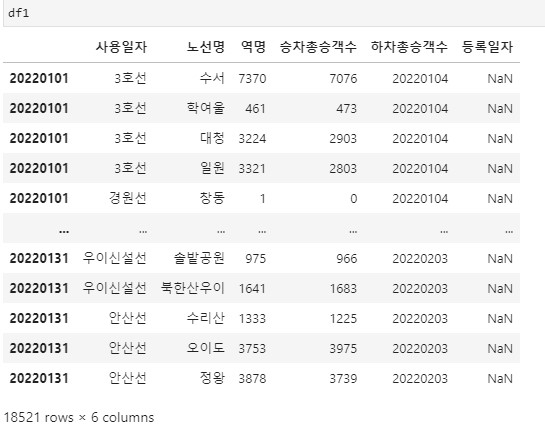 df1
사용일자 노선명 역명 승차총승객수 하차총승객수 등록일자
20220101 3호선 수서 7370 7076 20220104 NaN
20220101 3호선 학여울 461 473 20220104 NaN
20220101 3호선 대청 3224 2903 20220104 NaN
20220101 3호선 일원 3321 2803 20220104 NaN
20220101 경원선 창동 1 0 20220104 NaN
... ... ... ... ... ... ...
20220131 우이신설선 솔밭공원 975 966 20220203 NaN
20220131 우이신설선 북한산우이 1641 1683 20220203 NaN
20220131 안산선 수리산 1333 1225 20220203 NaN
20220131 안산선 오이도 3753 3975 20220203 NaN
20220131 안산선 정왕 3878 3739 20220203 NaN
18521 rows × 6 columns